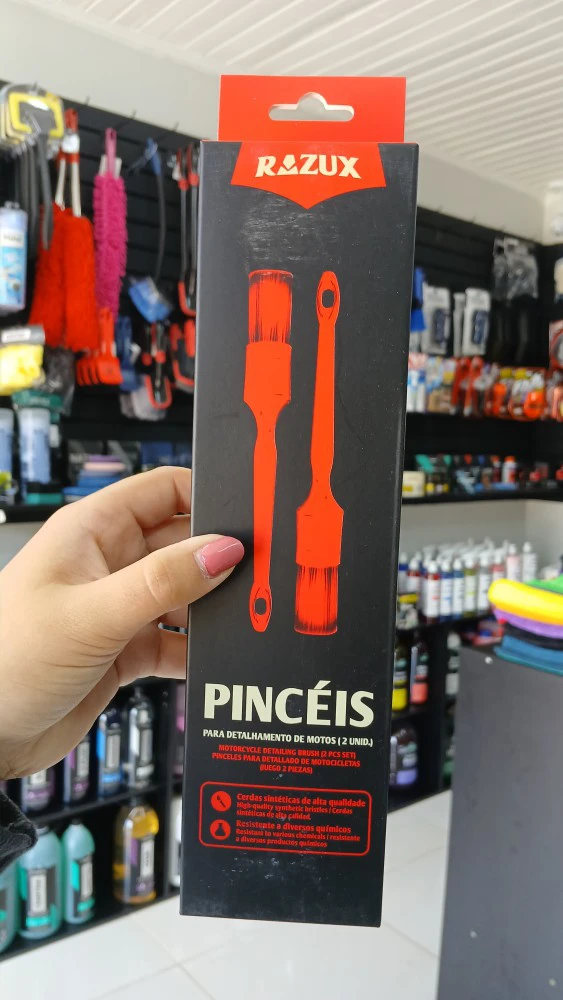 RAZUX
PINCÉIS
PARA DETALHAMENTO DE MOTOS (2 UNID.)
MOTORCYCLE DETAILING BRUSH (2 PCS SET)
PINCELES PARA DETALLADO DE MOTOCICLETAS
(JUEGO 2 PIEZAS)
Cerdas sintéticas de alta qualidade
High-quality synthetic bristles / Cerdas
sintéticas de alta calidad.
Resistente a diversos químicos
Resistant to various chemicals / resistente
a diversos productos químicos